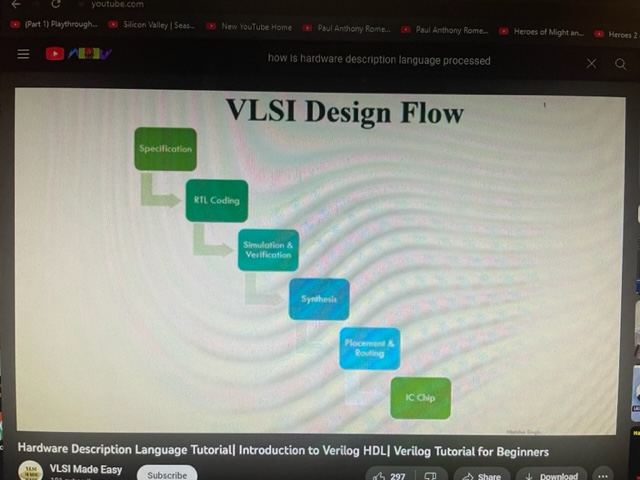 youtube.com
(Part 1) Playthrough...
Silicon Valley | Seas...
New YouTube Home
Paul Anthony Rome...
Paul Anthony Rome...
Heroes of Might an...
Heroes 2
how is hardware description language processed
VLSI Design Flow
1
Specification
RTL Coding
Simulation &
Verification
Synthesis
Placement &
Routing
IC Chip
Hardware Description Language Tutorial| Introduction to Verilog HDL| Verilog Tutorial for Beginners
VLSI Made Easy
Subscribe
297
Share
Download